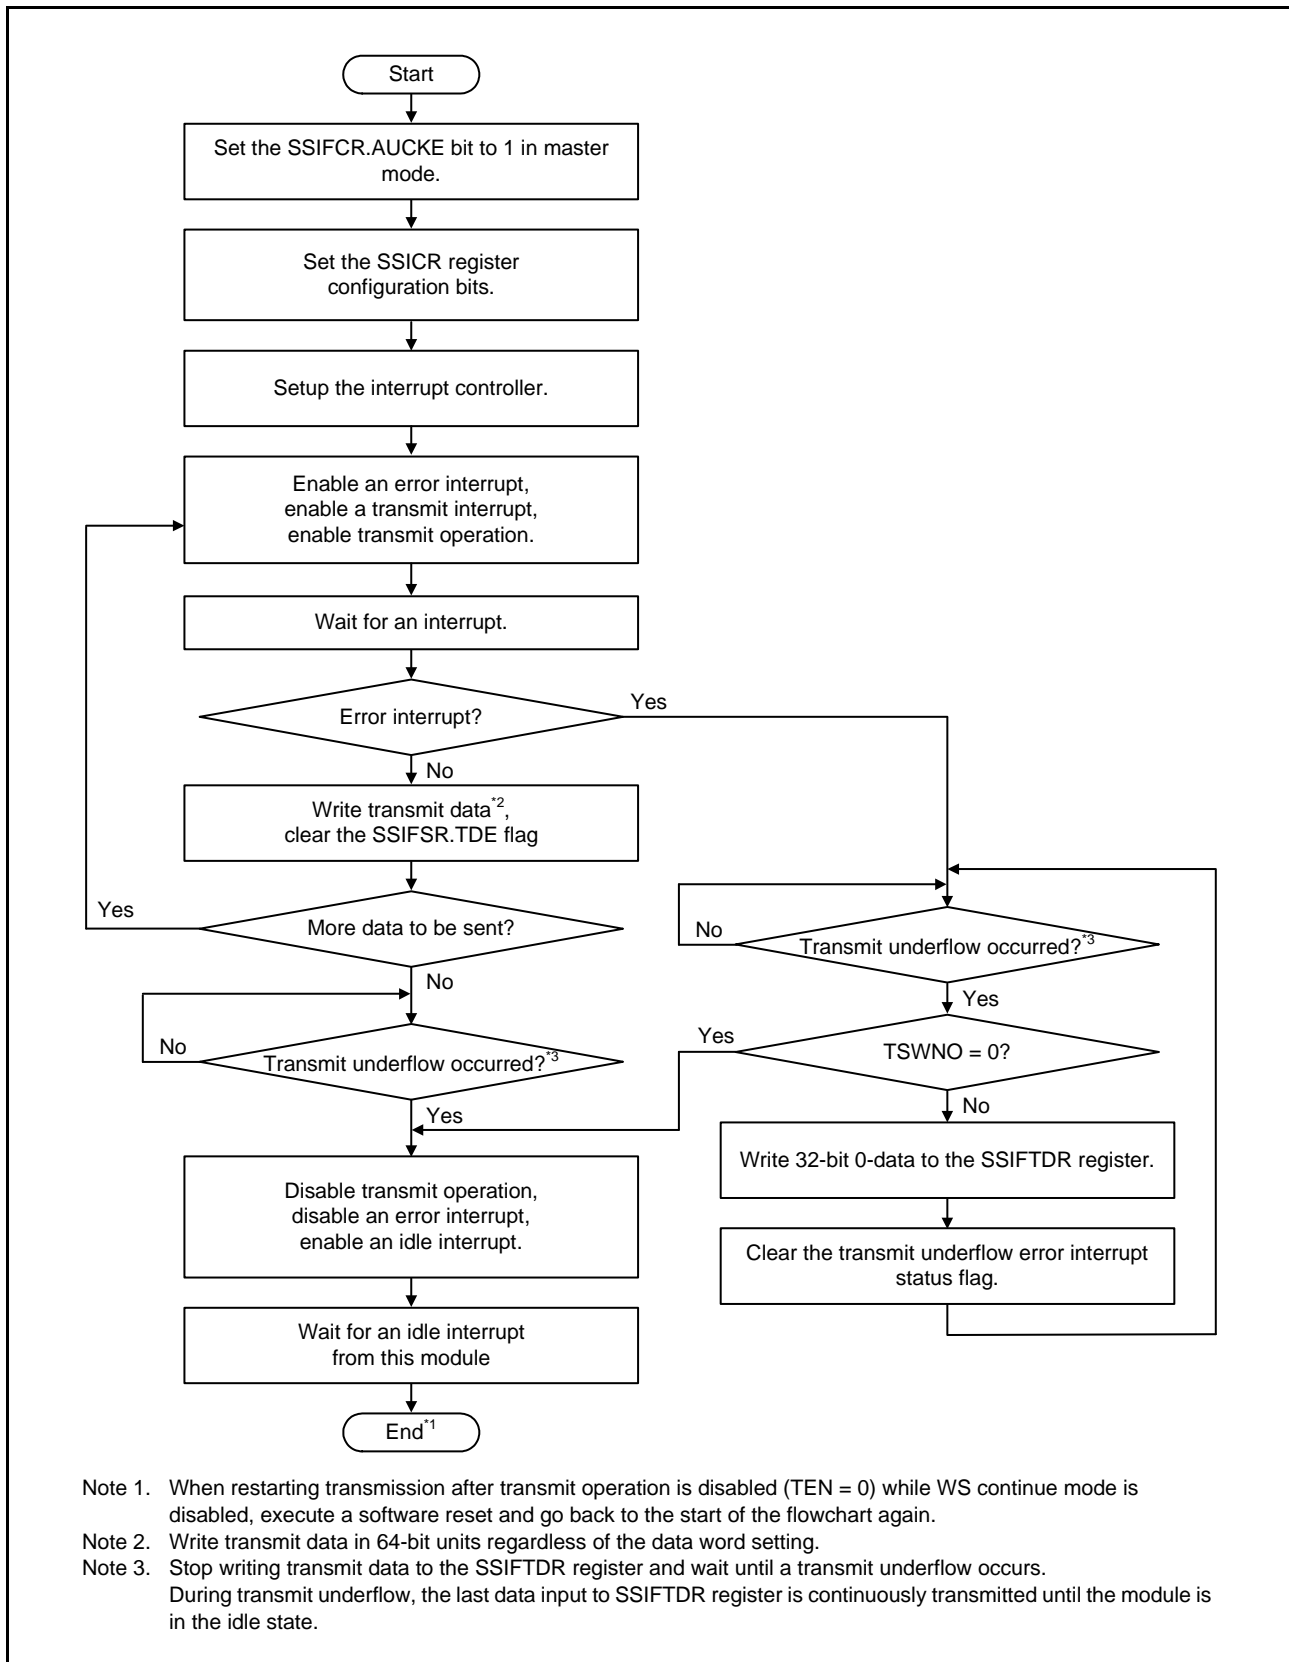 Start
Set the SSIFCR.AUCKE bit to 1 in master
mode.
Set the SSICR register
configuration bits.
Setup the interrupt controller.
Enable an error interrupt,
enable a transmit interrupt,
enable transmit operation.
Wait for an interrupt.
Error interrupt?
Yes
No
Write transmit data*2,
clear the SSIFSR.TDE flag
Yes
More data to be sent?
No
No
Transmit underflow occurred?*3
Yes
No
Transmit underflow occurred?*3
Yes
Yes
TSWNO = 0?
No
Write 32-bit 0-data to the SSIFTDR register.
Clear the transmit underflow error interrupt
status flag.
Disable transmit operation,
disable an error interrupt,
enable an idle interrupt.
Wait for an idle interrupt
from this module
End*1
Note 1. When restarting transmission after transmit operation is disabled (TEN = 0) while WS continue mode is
disabled, execute a software reset and go back to the start of the flowchart again.
Note 2. Write transmit data in 64-bit units regardless of the data word setting.
Note 3. Stop writing transmit data to the SSIFTDR register and wait until a transmit underflow occurs.
During transmit underflow, the last data input to SSIFTDR register is continuously transmitted until the module is
in the idle state.